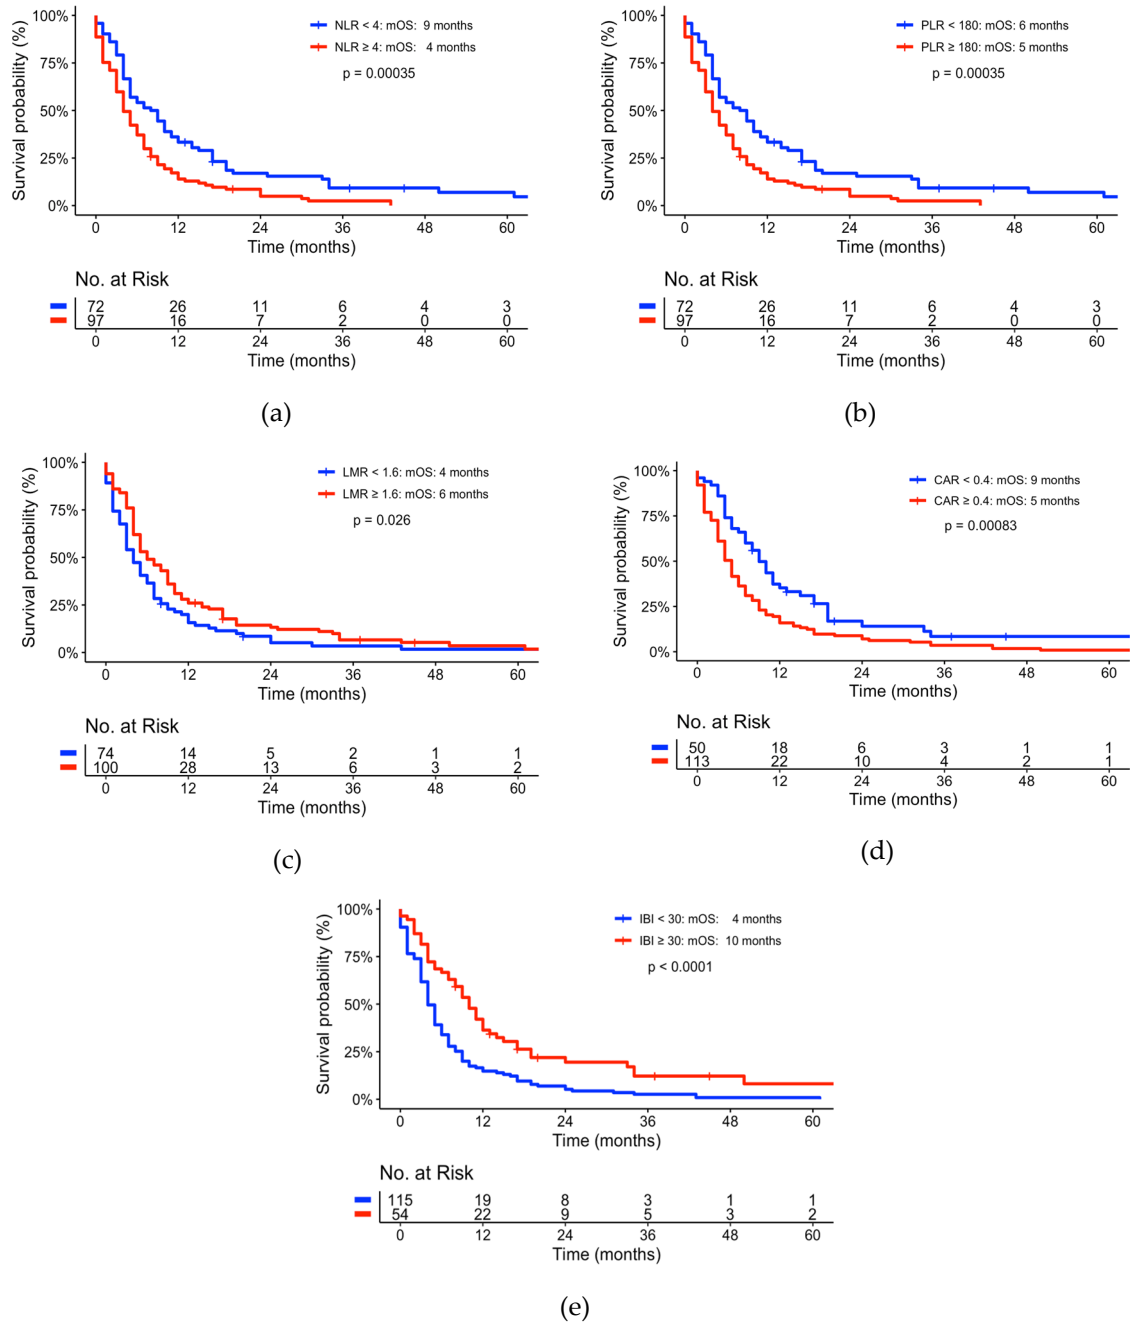 Survival probability (%)
100%
75%
50%
25%
0%
NLR < 4: mOS: 9 months
NLR ≥ 4: mOS: 4 months
p = 0.00035
0 12 24 36 48 60
Time (months)
No. at Risk
72 26 11 6 4 3
97 16 7 2 0 0
0 12 24 36 48 60
Time (months)
(a)
Survival probability (%)
100%
75%
50%
25%
0%
PLR < 180: mOS: 6 months
PLR ≥ 180: mOS: 5 months
p = 0.00035
0 12 24 36 48 60
Time (months)
No. at Risk
72 26 11 6 4 3
97 16 7 2 0 0
0 12 24 36 48 60
Time (months)
(b)
Survival probability (%)
100%
75%
50%
25%
0%
LMR < 1.6: mOS: 4 months
LMR ≥ 1.6: mOS: 6 months
p = 0.026
0 12 24 36 48 60
Time (months)
No. at Risk
74 14 5 2 1 1
100 28 13 6 3 2
0 12 24 36 48 60
Time (months)
(c)
Survival probability (%)
100%
75%
50%
25%
0%
CAR < 0.4: mOS: 9 months
CAR ≥ 0.4: mOS: 5 months
p = 0.00083
0 12 24 36 48 60
Time (months)
No. at Risk
50 18 6 3 1 1
113 22 10 4 2 1
0 12 24 36 48 60
Time (months)
(d)
Survival probability (%)
100%
75%
50%
25%
0%
IBI < 30: mOS: 4 months
IBI ≥ 30: mOS: 10 months
p < 0.0001
0 12 24 36 48 60
Time (months)
No. at Risk
115 19 8 3 1 1
54 22 9 5 3 2
0 12 24 36 48 60
Time (months)
(e)